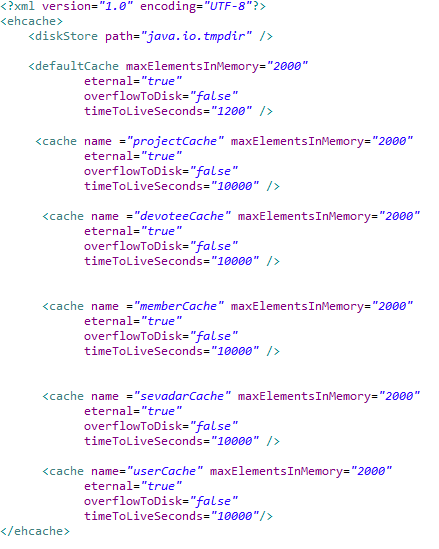 <?xml version="1.0" encoding="UTF-8"?>
<ehcache>
    <diskStore path="java.io.tmpdir" />

    <defaultCache maxElementsInMemory="2000"
            eternal="true"
            overflowToDisk="false"
            timeToLiveSeconds="1200" />

     <cache name ="projectCache" maxElementsInMemory="2000"
            eternal="true"
            overflowToDisk="false"
            timeToLiveSeconds="10000" />

      <cache name ="devoteeCache" maxElementsInMemory="2000"
            eternal="true"
            overflowToDisk="false"
            timeToLiveSeconds="10000" />


      <cache name ="memberCache" maxElementsInMemory="2000"
            eternal="true"
            overflowToDisk="false"
            timeToLiveSeconds="10000" />


      <cache name ="sevadarCache" maxElementsInMemory="2000"
            eternal="true"
            overflowToDisk="false"
            timeToLiveSeconds="10000" />

      <cache name="userCache" maxElementsInMemory="2000"
            eternal="true"
            overflowToDisk="false"
            timeToLiveSeconds="10000"/>
</ehcache>